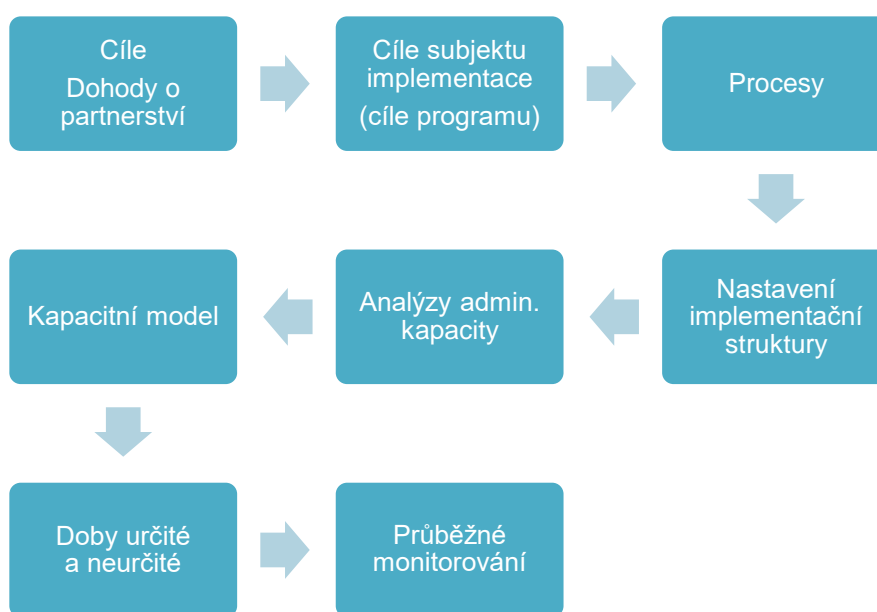 Cíle
Dohody o
partnerství
Cíle subjektu
implementace
(cíle programu)
Procesy
Nastavení
implementační
struktury
Analýzy admin.
kapacity
Kapacitní model
Doby určité
a neurčité
Průběžné
monitorování